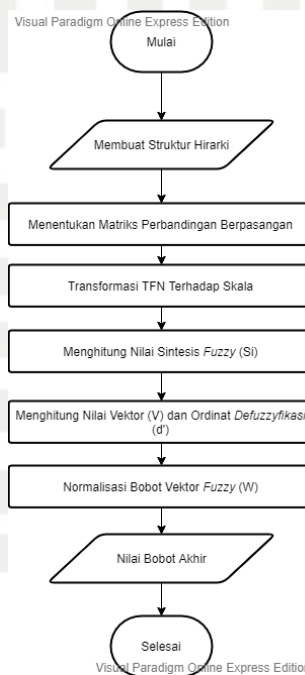 Visual Paradigm Online Express Edition
Mulai
Membuat Struktur Hirarki
Menentukan Matriks Perbandingan Berpasangan
Transformasi TFN Terhadap Skala
Menghitung Nilai Sintesis Fuzzy (Si)
Menghitung Nilai Vektor (V) dan Ordinat Defuzzyfikasi
(d')
Normalisasi Bobot Vektor Fuzzy (W)
Nilai Bobot Akhir
Selesai
Visual Paradigm Online Express Edition